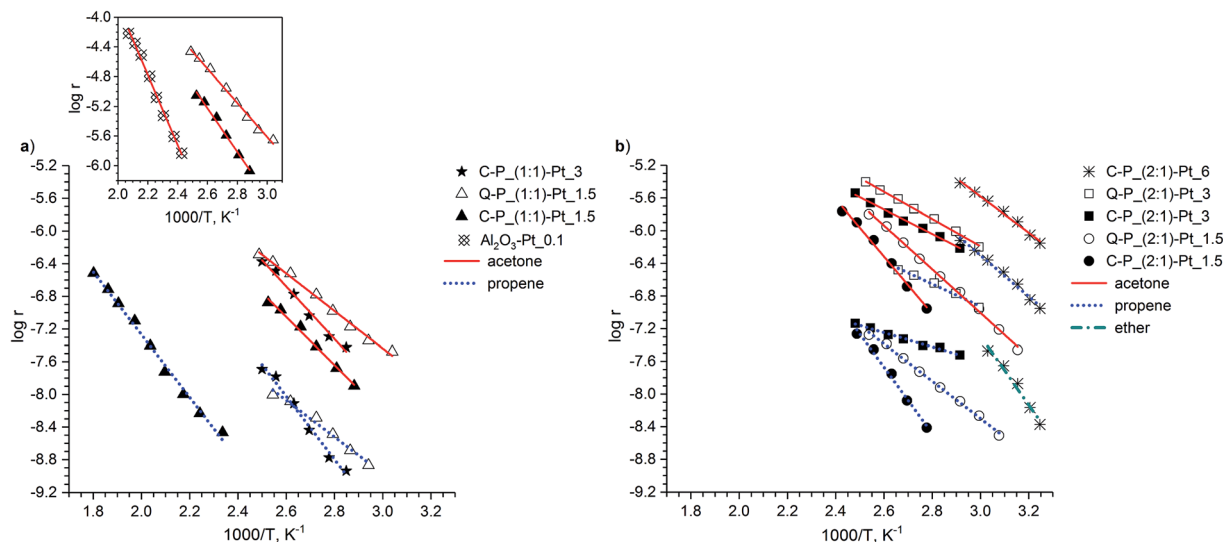 -4.0
-4.4
-4.8
-5.2
-5.6
-6.0
log r
2.0 2.2 2.4 2.6 2.8 3.0
1000/T, K⁻¹
a)
-6.0
-6.4
-6.8
-7.2
-7.6
-8.0
-8.4
-8.8
-9.2
log r
1.8 2.0 2.2 2.4 2.6 2.8 3.0 3.2
1000/T, K⁻¹
C-P_(1:1)-Pt_3
Q-P_(1:1)-Pt_1.5
C-P_(1:1)-Pt_1.5
Al₂O₃-Pt_0.1
acetone
propene
b)
-5.2
-5.6
-6.0
-6.4
-6.8
-7.2
-7.6
-8.0
-8.4
-8.8
-9.2
log r
1.8 2.0 2.2 2.4 2.6 2.8 3.0 3.2
1000/T, K⁻¹
C-P_(2:1)-Pt_6
Q-P_(2:1)-Pt_3
C-P_(2:1)-Pt_3
Q-P_(2:1)-Pt_1.5
C-P_(2:1)-Pt_1.5
acetone
propene
ether